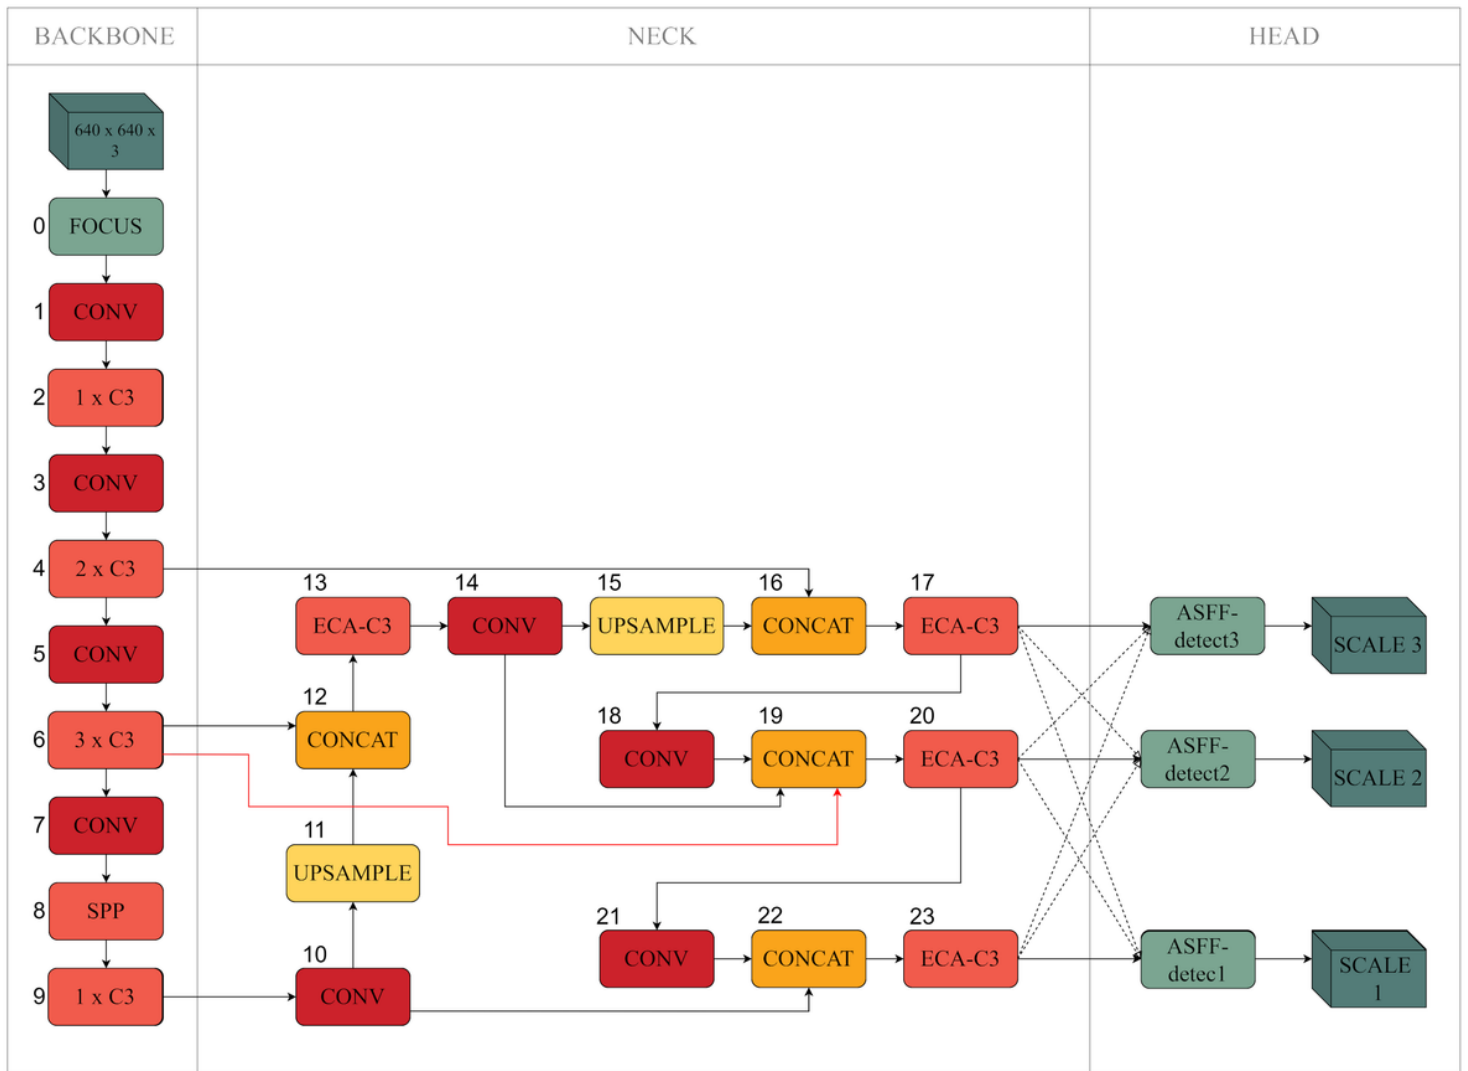 BACKBONE
NECK
HEAD
640 x 640 x
3
0
FOCUS
1
CONV
2
1 x C3
3
CONV
4
2 x C3
5
CONV
6
3 x C3
7
CONV
8
SPP
9
1 x C3
10
CONV
11
UPSAMPLE
12
CONCAT
13
ECA-C3
14
CONV
15
UPSAMPLE
16
CONCAT
17
ECA-C3
18
CONV
19
CONCAT
20
ECA-C3
21
CONV
22
CONCAT
23
ECA-C3
ASFF-
detect3
SCALE 3
ASFF-
detect2
SCALE 2
ASFF-
detec1
SCALE
1